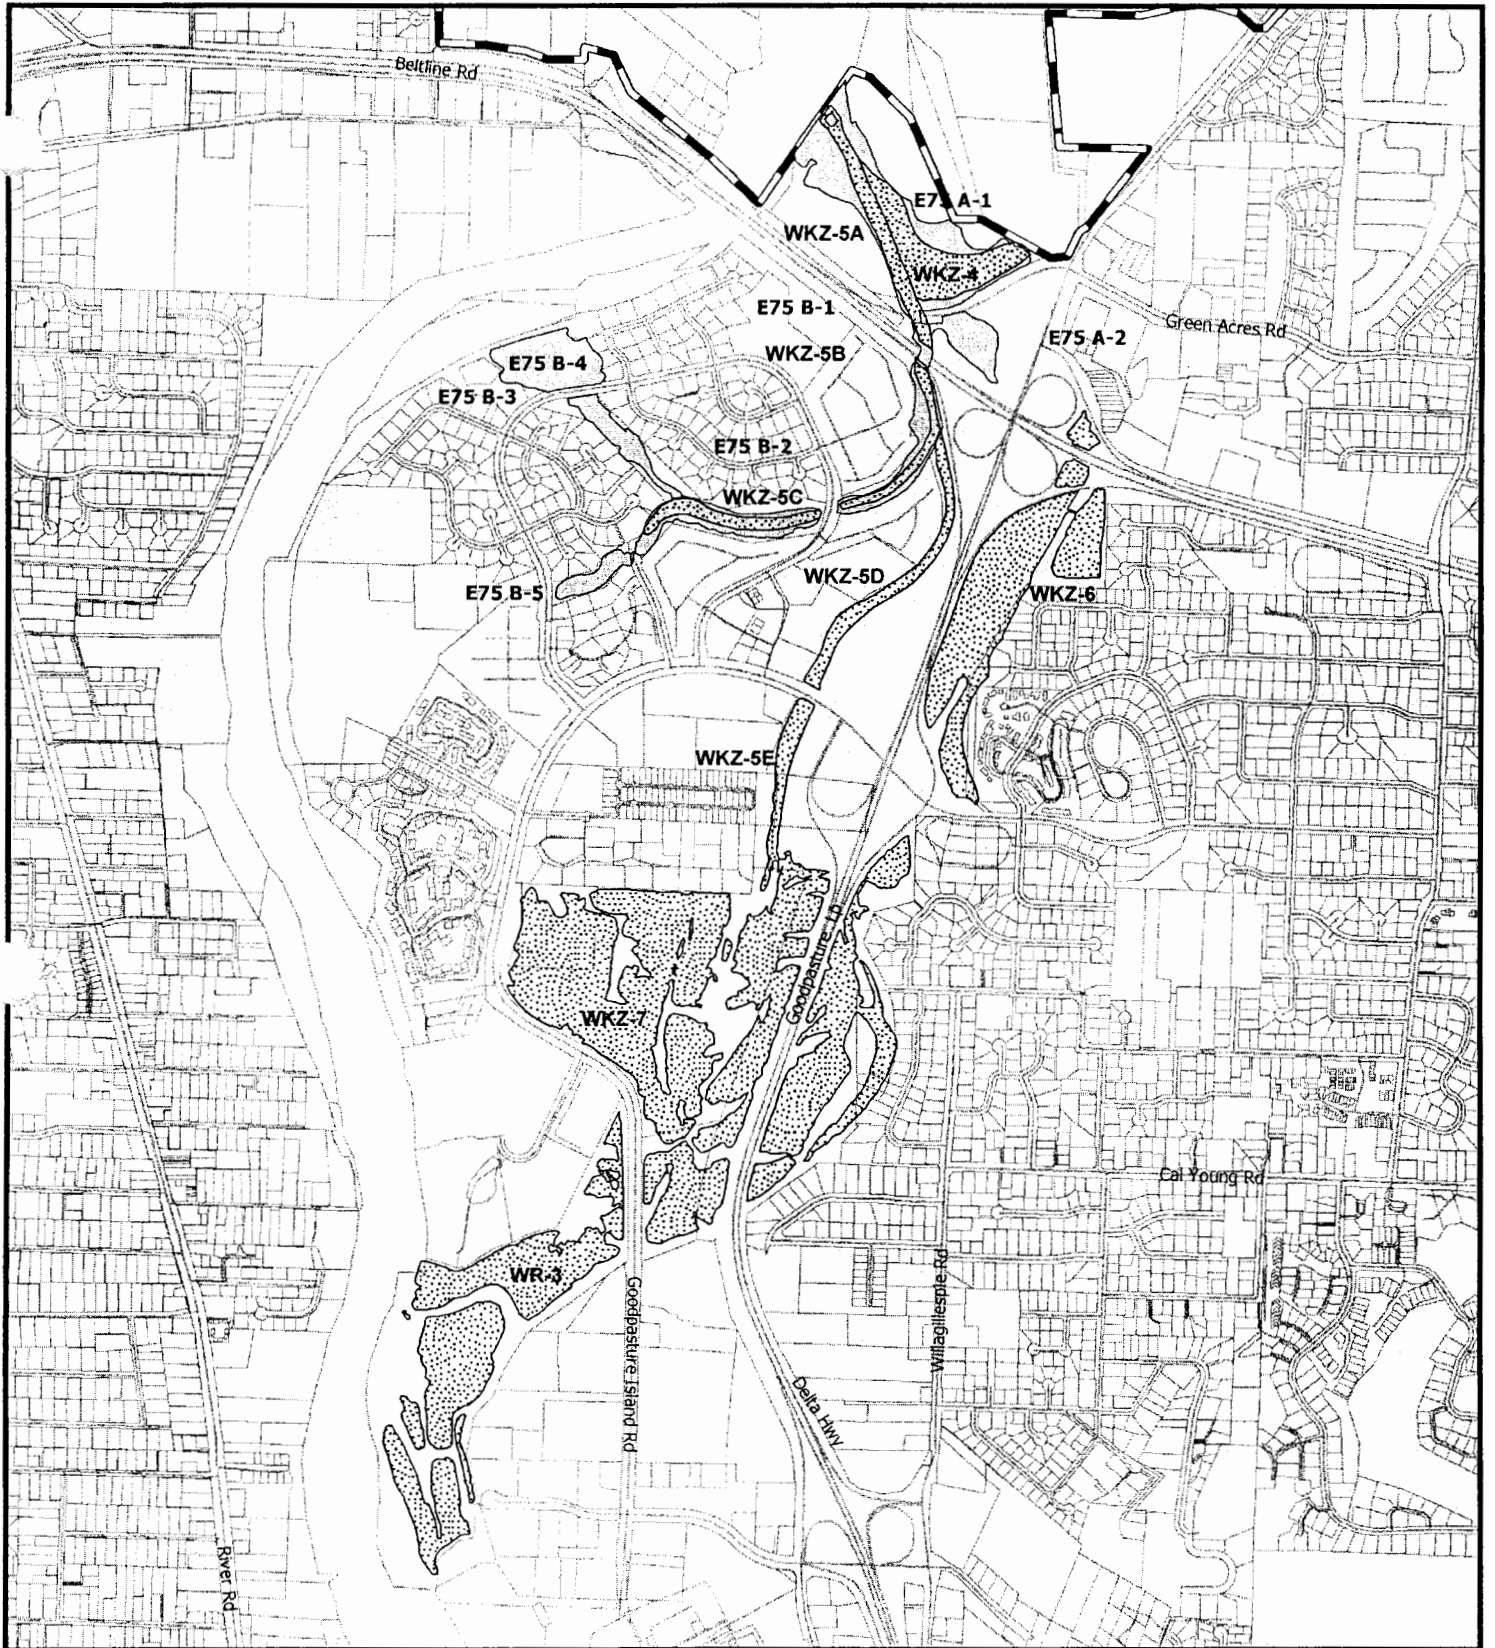 Beltline Rd
E75 A-1
WKZ-5A
WKZ-4
E75 B-1
Green Acres Rd
E75 A-2
WKZ-5B
E75 B-4
E75 B-3
E75 B-2
WKZ-5C
WKZ-5D
E75 B-5
WKZ-6
WKZ-5E
Goodpasture Lp
WKZ-7
Cal Young Rd
WR-3
Goodpasture Island Rd
Willagillespie Rd
Delta Hwy
River Rd